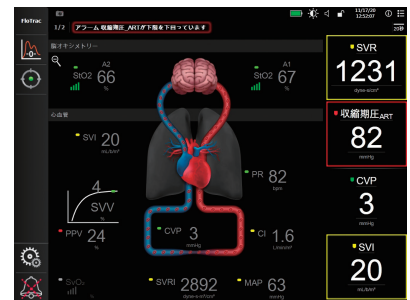 FloTrac
11/17/20
12:52:07
1/2 アラーム 収縮期圧_ARTが下限を下回っています
20秒
脳オキシメトリー
A2
StO2 66
%
A1
StO2 67
%
SVR
1231
dyne-s/cm⁵
心血管
SVI 20
mL/b/m²
収縮期圧ART
82
mmHg
PR 82
bpm
4
SVV
%
CVP
3
mmHg
PPV 24
%
CVP 3
mmHg
CI 1.6
L/min/m²
SVI
20
mL/b/m²
SvO₂
%
SVRI 2892
dyne-s-m²/cm⁵
MAP 63
mmHg